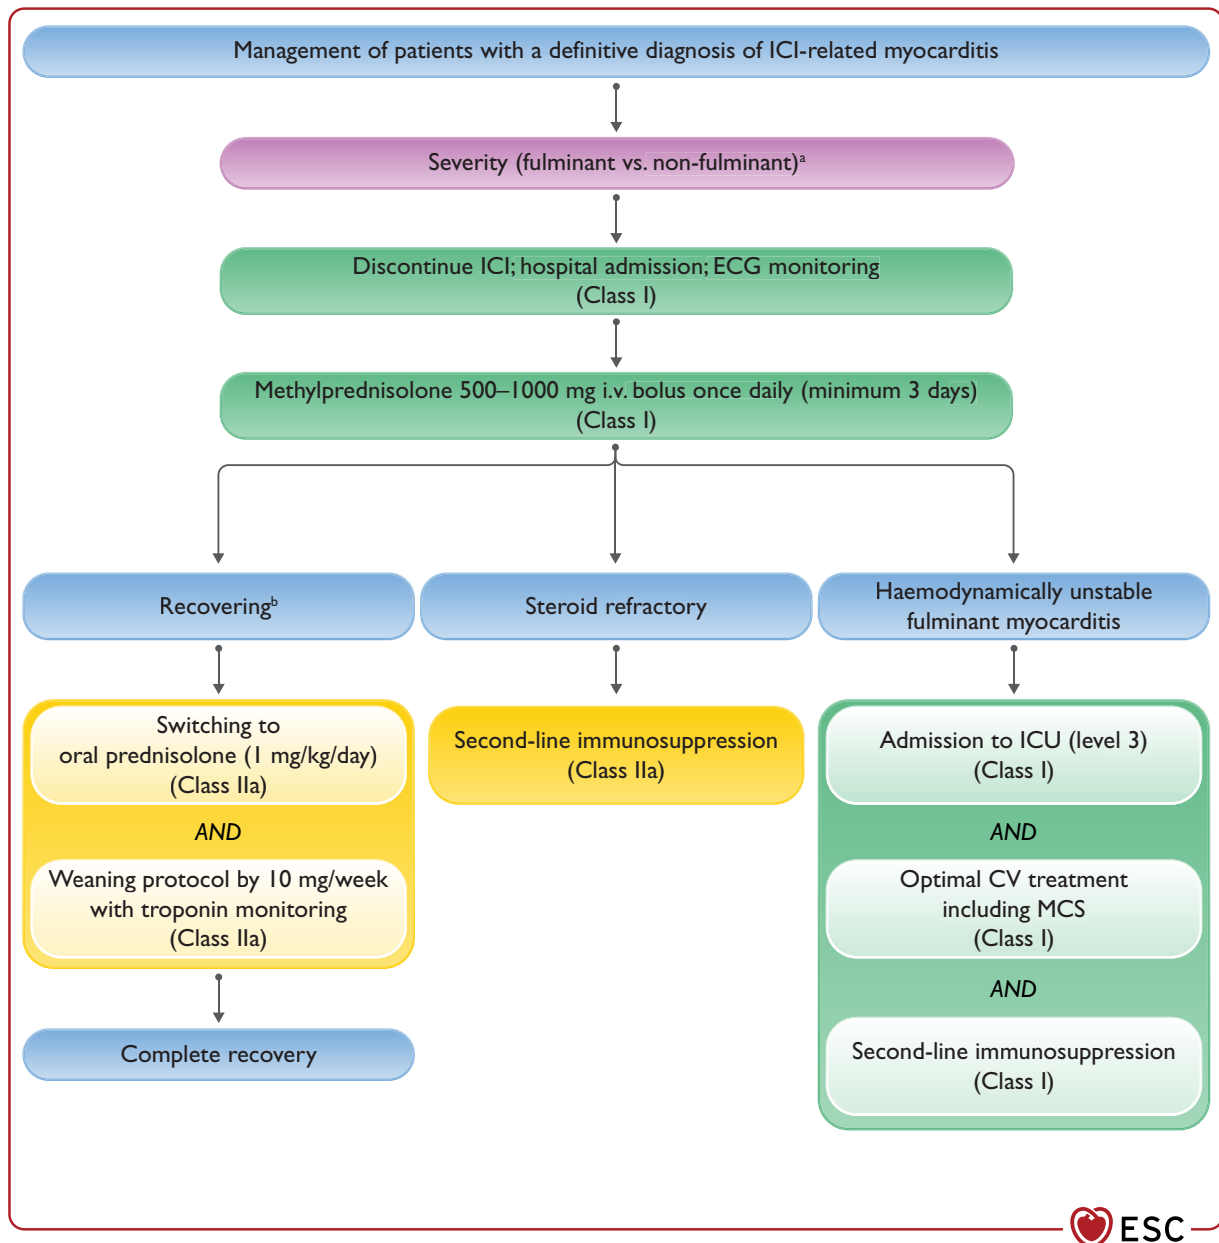 Management of patients with a definitive diagnosis of ICI-related myocarditis
Severity (fulminant vs. non-fulminant)ᵃ
Discontinue ICI; hospital admission; ECG monitoring
(Class I)
Methylprednisolone 500–1000 mg i.v. bolus once daily (minimum 3 days)
(Class I)
Recoveringᵇ
Switching to
oral prednisolone (1 mg/kg/day)
(Class IIa)
AND
Weaning protocol by 10 mg/week
with troponin monitoring
(Class IIa)
Complete recovery
Steroid refractory
Second-line immunosuppression
(Class IIa)
Haemodynamically unstable
fulminant myocarditis
Admission to ICU (level 3)
(Class I)
AND
Optimal CV treatment
including MCS
(Class I)
AND
Second-line immunosuppression
(Class I)
ESC